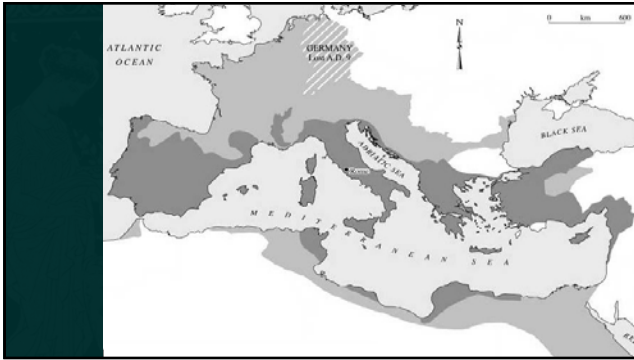 ATLANTIC
OCEAN
GERMANY
Lost A.D. 9
N
0 km 600
BLACK SEA
ADRIATIC SEA
Rome
MEDITERRANEAN SEA